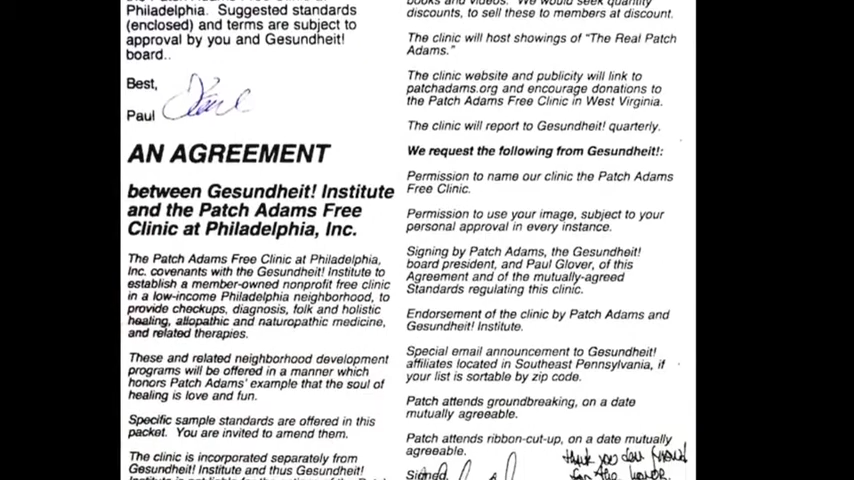 the Patch Adams Free Clinic at
Philadelphia. Suggested standards
(enclosed) and terms are subject to
approval by you and Gesundheit!
board..
Best,
Paul
Paul
AN AGREEMENT
between Gesundheit! Institute
and the Patch Adams Free
Clinic at Philadelphia, Inc.
The Patch Adams Free Clinic at Philadelphia,
Inc. covenants with the Gesundheit! Institute to
establish a member-owned nonprofit free clinic
in a low-income Philadelphia neighborhood, to
provide checkups, diagnosis, folk and holistic
healing, allopathic and naturopathic medicine,
and related therapies.
These and related neighborhood development
programs will be offered in a manner which
honors Patch Adams' example that the soul of
healing is love and fun.
Specific sample standards are offered in this
packet. You are invited to amend them.
The clinic is incorporated separately from
Gesundheit! Institute and thus Gesundheit!
books and videos. We would seek quantity
discounts, to sell these to members at discount.
The clinic will host showings of "The Real Patch
Adams."
The clinic website and publicity will link to
patchadams.org and encourage donations to
the Patch Adams Free Clinic in West Virginia.
The clinic will report to Gesundheit! quarterly.
We request the following from Gesundheit!:
Permission to name our clinic the Patch Adams
Free Clinic.
Permission to use your image, subject to your
personal approval in every instance.
Signing by Patch Adams, the Gesundheit!
board president, and Paul Glover, of this
Agreement and of the mutually-agreed
Standards regulating this clinic.
Endorsement of the clinic by Patch Adams and
Gesundheit! Institute.
Special email announcement to Gesundheit!
affiliates located in Southeast Pennsylvania, if
your list is sortable by zip code.
Patch attends groundbreaking, on a date
mutually agreeable.
Patch attends ribbon-cut-up, on a date mutually
agreeable.
Signed,
thank you dear friend
for the honor